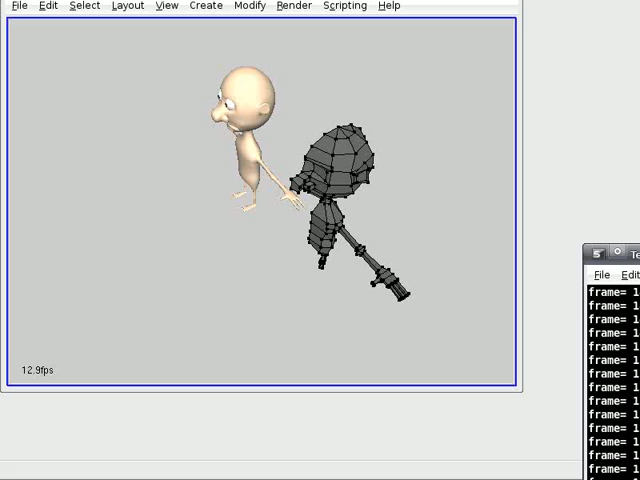 File Edit Select Layout View Create Modify Render Scripting Help
12.9fps
Te
File Edit
frame= 1
frame= 1
frame= 1
frame= 1
frame= 1
frame= 1
frame= 1
frame= 1
frame= 1
frame= 1
frame= 1
frame= 1
frame= 1
frame= 1